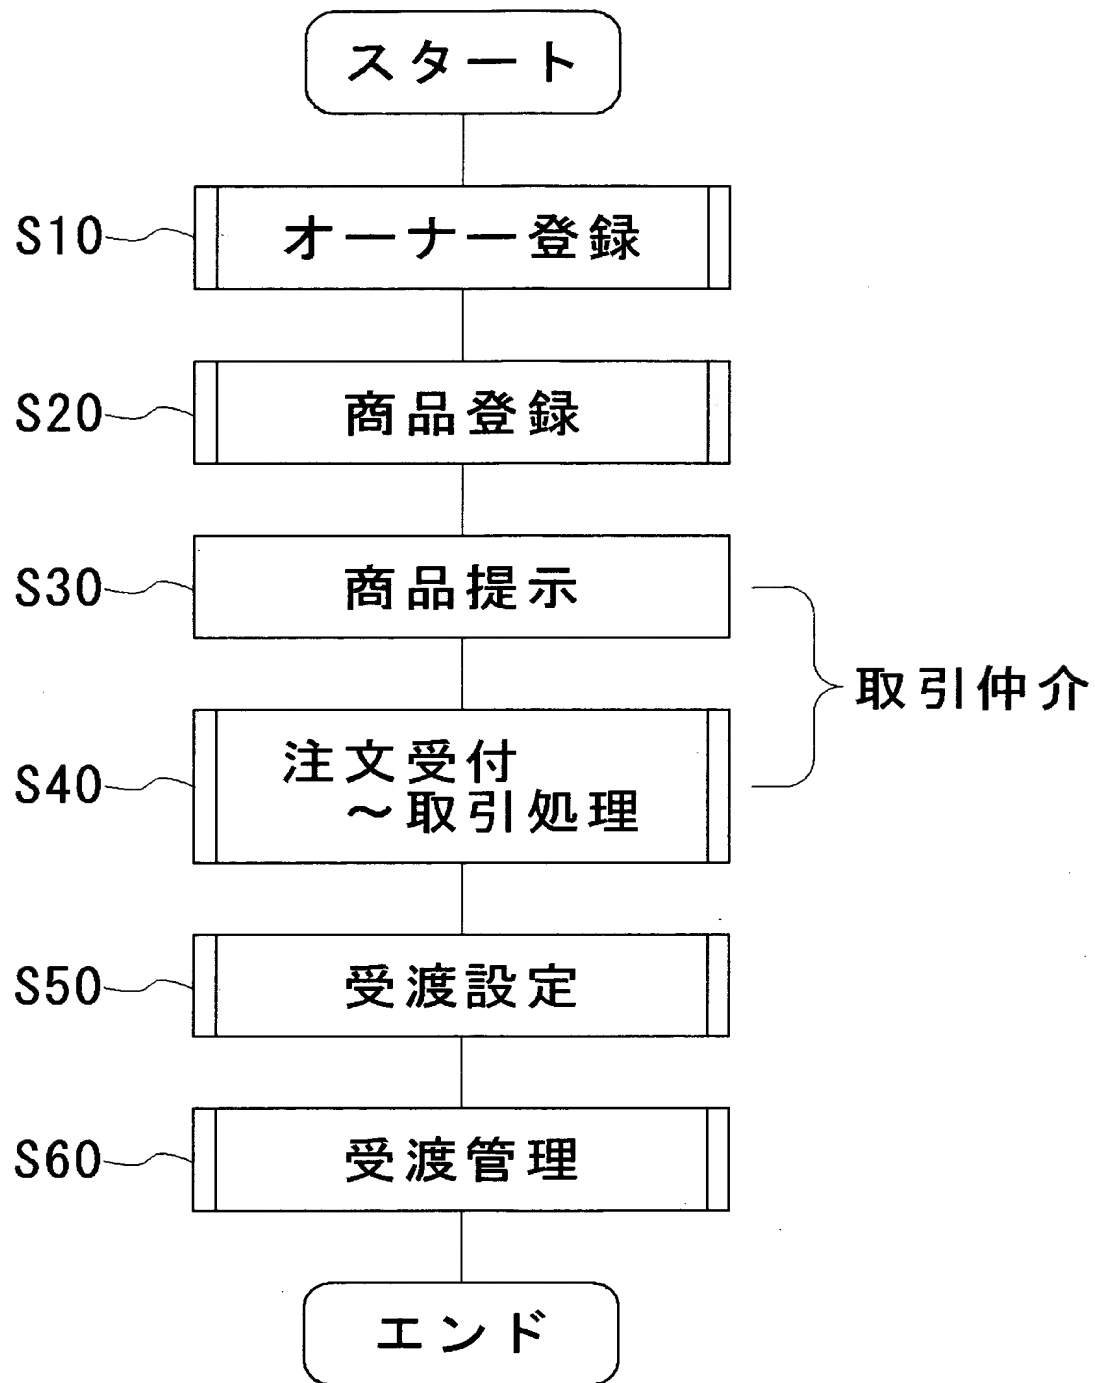 スタート
S10
オーナー登録
S20
商品登録
S30
商品提示
取引仲介
S40
注文受付
～取引処理
S50
受渡設定
S60
受渡管理
エンド